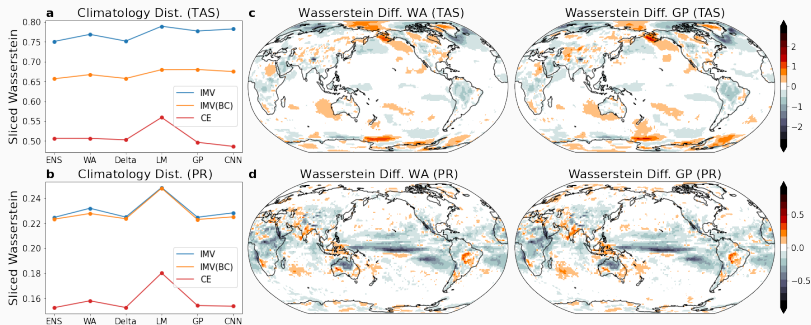 a Climatology Dist. (TAS)
Sliced Wasserstein
0.80
0.75
0.70
0.65
0.60
0.55
0.50
IMV
IMV(BC)
CE
ENS WA Delta LM GP CNN
b Climatology Dist. (PR)
Sliced Wasserstein
0.24
0.22
0.20
0.18
0.16
IMV
IMV(BC)
CE
ENS WA Delta LM GP CNN
c Wasserstein Diff. WA (TAS)
Wasserstein Diff. GP (TAS)
2
1
0
−1
−2
d Wasserstein Diff. WA (PR)
Wasserstein Diff. GP (PR)
0.5
0.0
−0.5